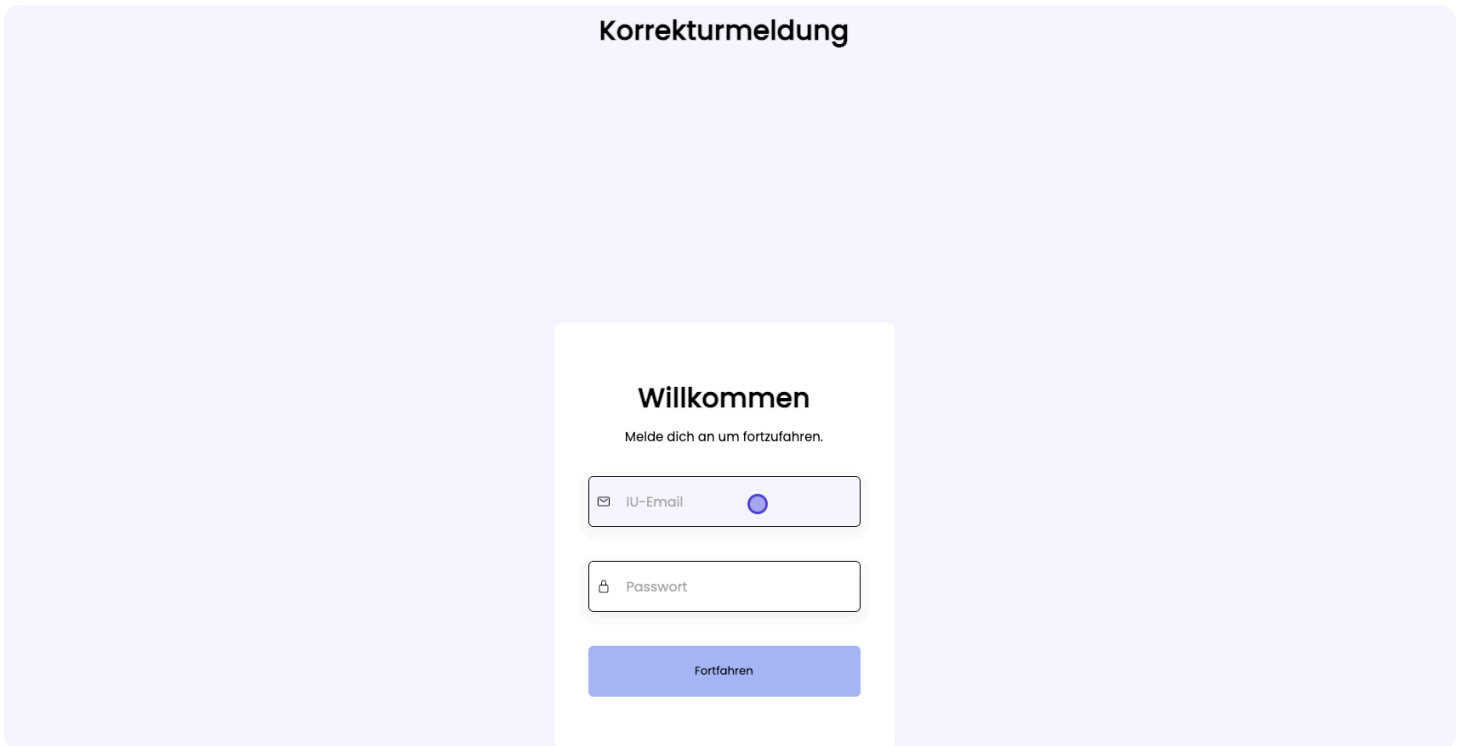 Korrekturmeldung
Willkommen
Melde dich an um fortzufahren.
IU-Email
Passwort
Fortfahren